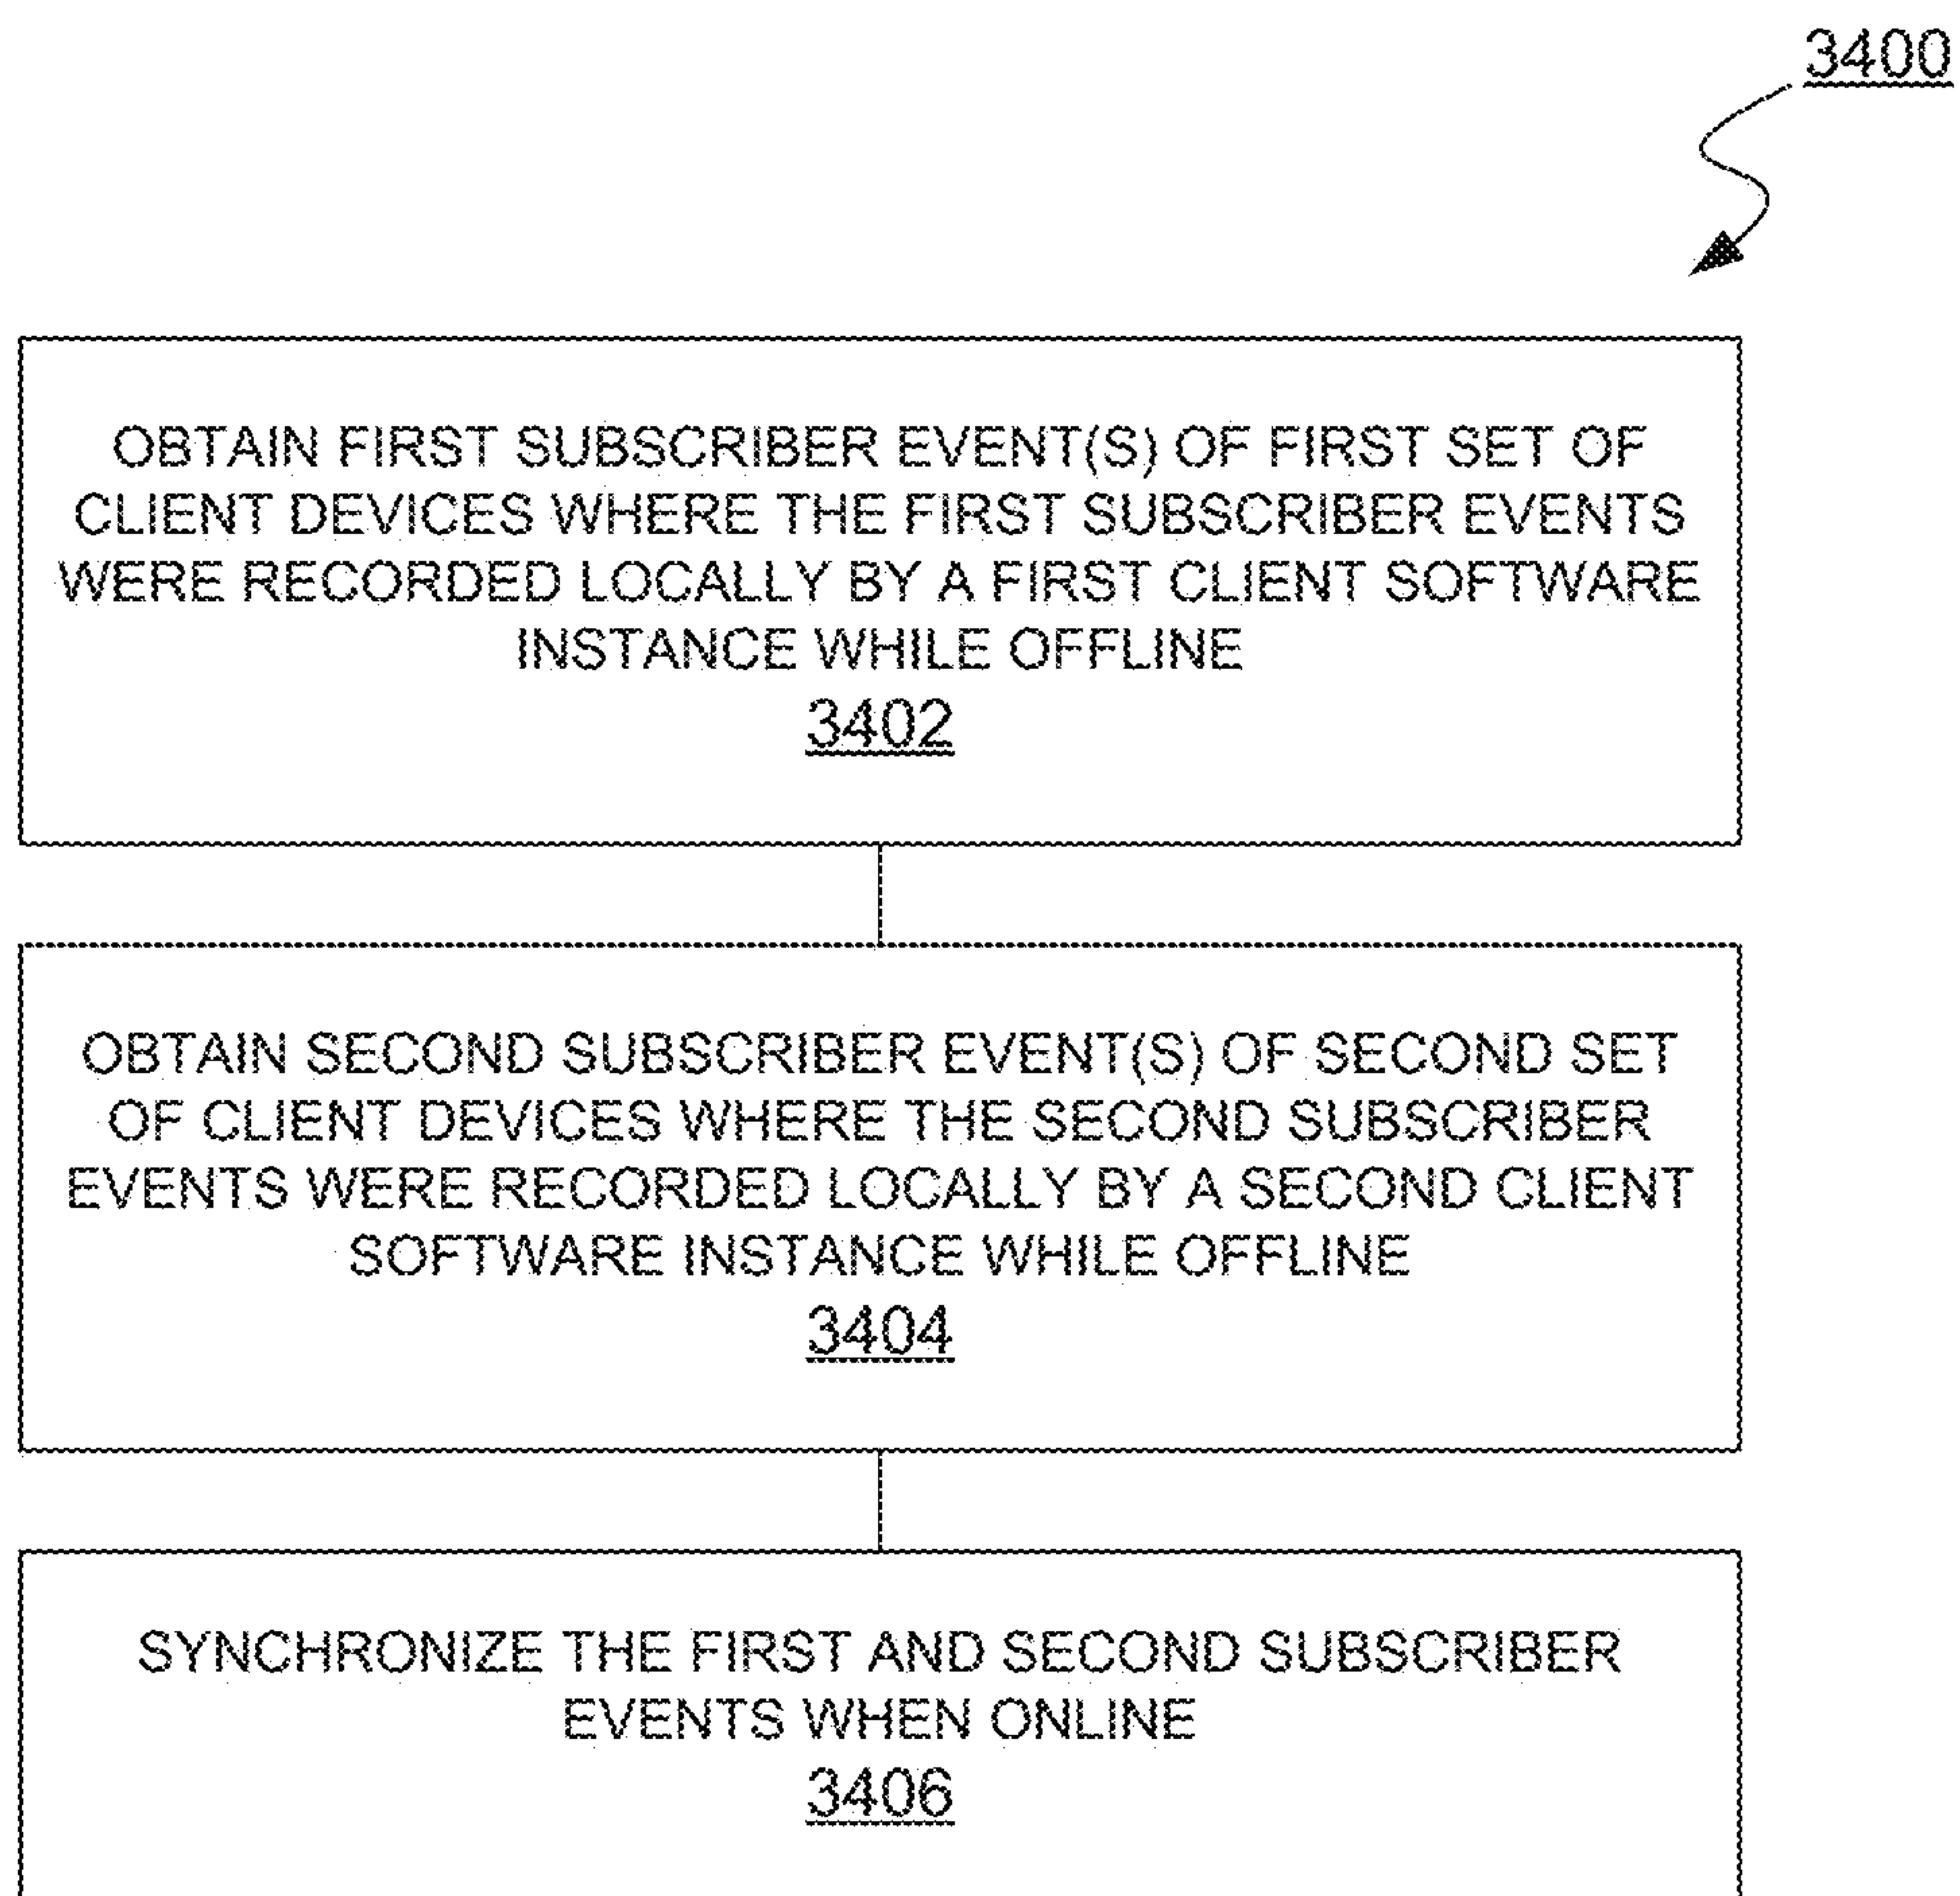 3400
OBTAIN FIRST SUBSCRIBER EVENT(S) OF FIRST SET OF
CLIENT DEVICES WHERE THE FIRST SUBSCRIBER EVENTS
WERE RECORDED LOCALLY BY A FIRST CLIENT SOFTWARE
INSTANCE WHILE OFFLINE
3402
OBTAIN SECOND SUBSCRIBER EVENT(S) OF SECOND SET
OF CLIENT DEVICES WHERE THE SECOND SUBSCRIBER
EVENTS WERE RECORDED LOCALLY BY A SECOND CLIENT
SOFTWARE INSTANCE WHILE OFFLINE
3404
SYNCHRONIZE THE FIRST AND SECOND SUBSCRIBER
EVENTS WHEN ONLINE
3406